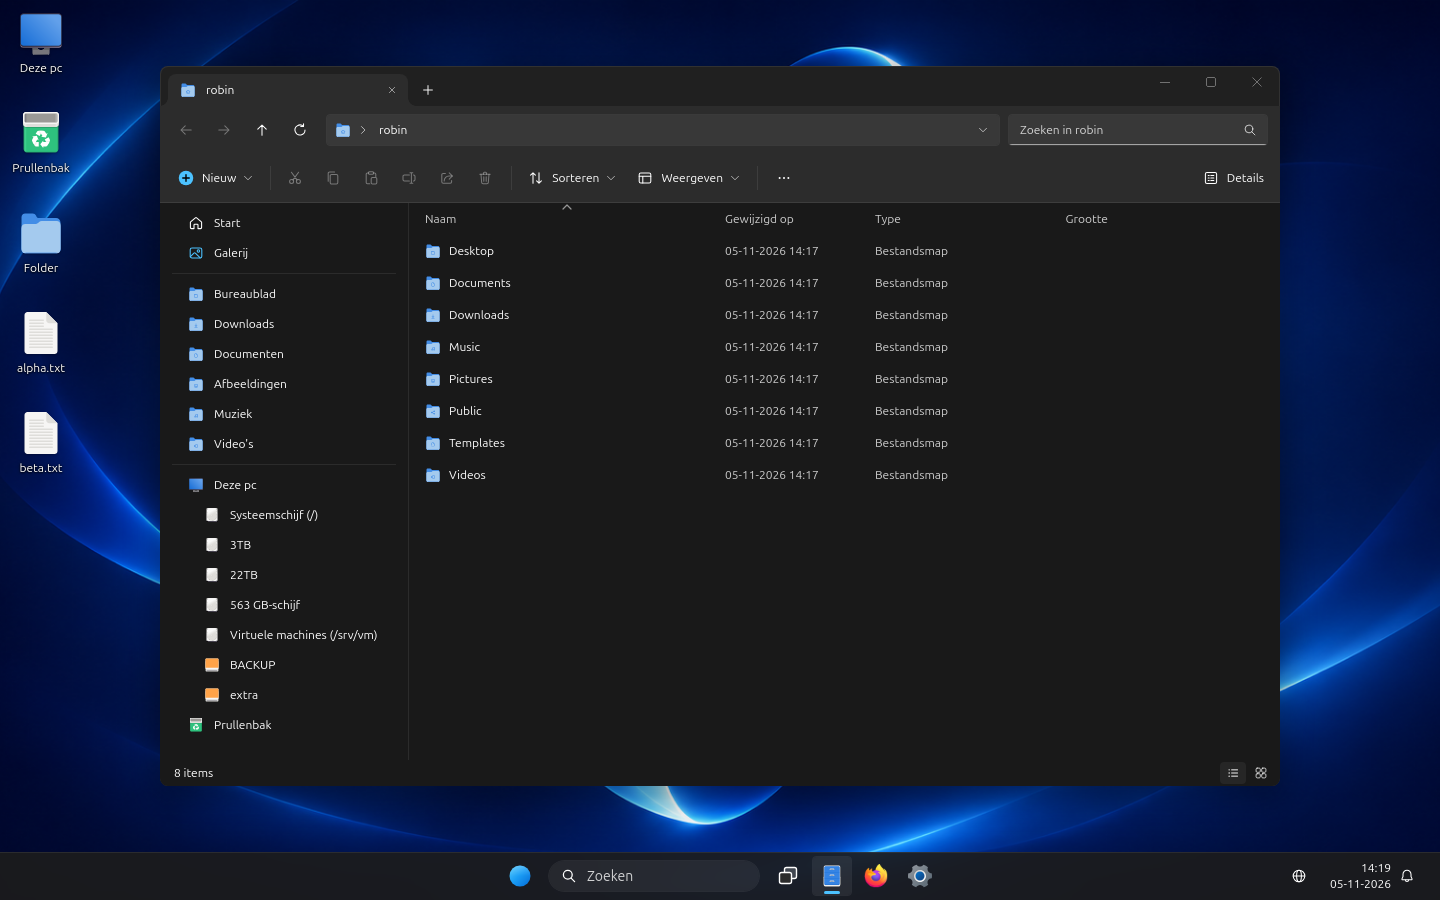 Deze pc
Prullenbak
Folder
alpha.txt
beta.txt
robin
robin
Zoeken in robin
Nieuw
Sorteren
Weergeven
Details
Start
Galerij
Bureaublad
Downloads
Documenten
Afbeeldingen
Muziek
Video's
Deze pc
Systeemschijf (/)
3TB
22TB
563 GB-schijf
Virtuele machines (/srv/vm)
BACKUP
extra
Prullenbak
Naam Gewijzigd op Type Grootte
Desktop 05-11-2026 14:17 Bestandsmap
Documents 05-11-2026 14:17 Bestandsmap
Downloads 05-11-2026 14:17 Bestandsmap
Music 05-11-2026 14:17 Bestandsmap
Pictures 05-11-2026 14:17 Bestandsmap
Public 05-11-2026 14:17 Bestandsmap
Templates 05-11-2026 14:17 Bestandsmap
Videos 05-11-2026 14:17 Bestandsmap
8 items
Zoeken
14:19
05-11-2026